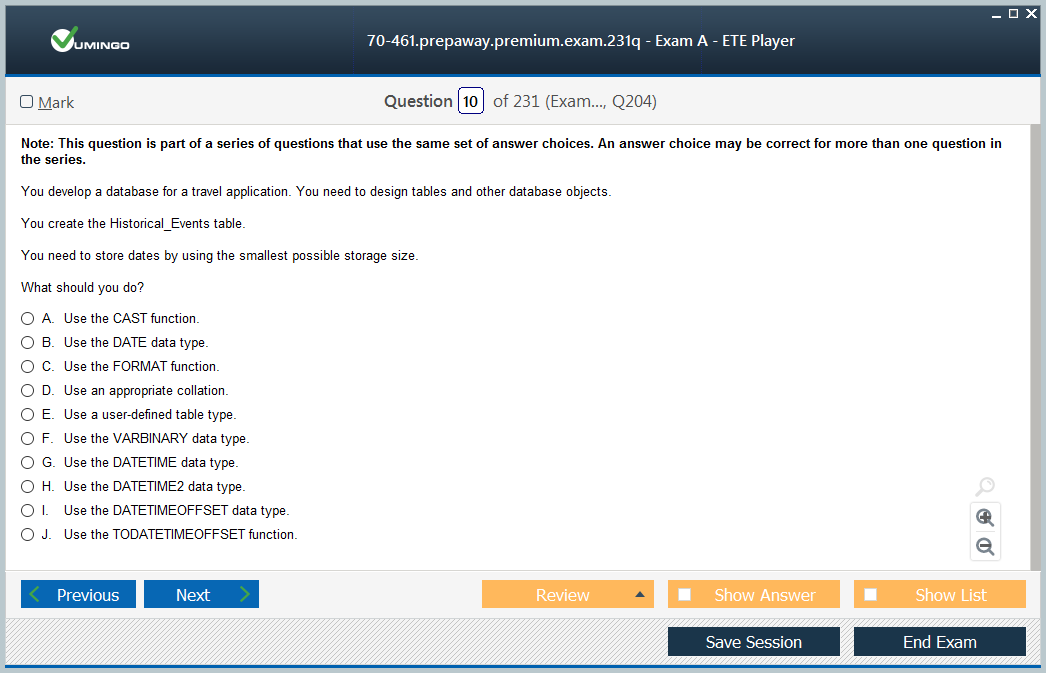 VUMINGO
70-461.prepaway.premium.exam.231q - Exam A - ETE Player
Mark
Question 10 of 231 (Exam..., Q204)
Note: This question is part of a series of questions that use the same set of answer choices. An answer choice may be correct for more than one question in
the series.
You develop a database for a travel application. You need to design tables and other database objects.
You create the Historical_Events table.
You need to store dates by using the smallest possible storage size.
What should you do?
A. Use the CAST function.
B. Use the DATE data type.
C. Use the FORMAT function.
D. Use an appropriate collation.
E. Use a user-defined table type.
F. Use the VARBINARY data type.
G. Use the DATETIME data type.
H. Use the DATETIME2 data type.
I. Use the DATETIMEOFFSET data type.
J. Use the TODATETIMEOFFSET function.
Previous
Next
Review
Show Answer
Show List
Save Session
End Exam